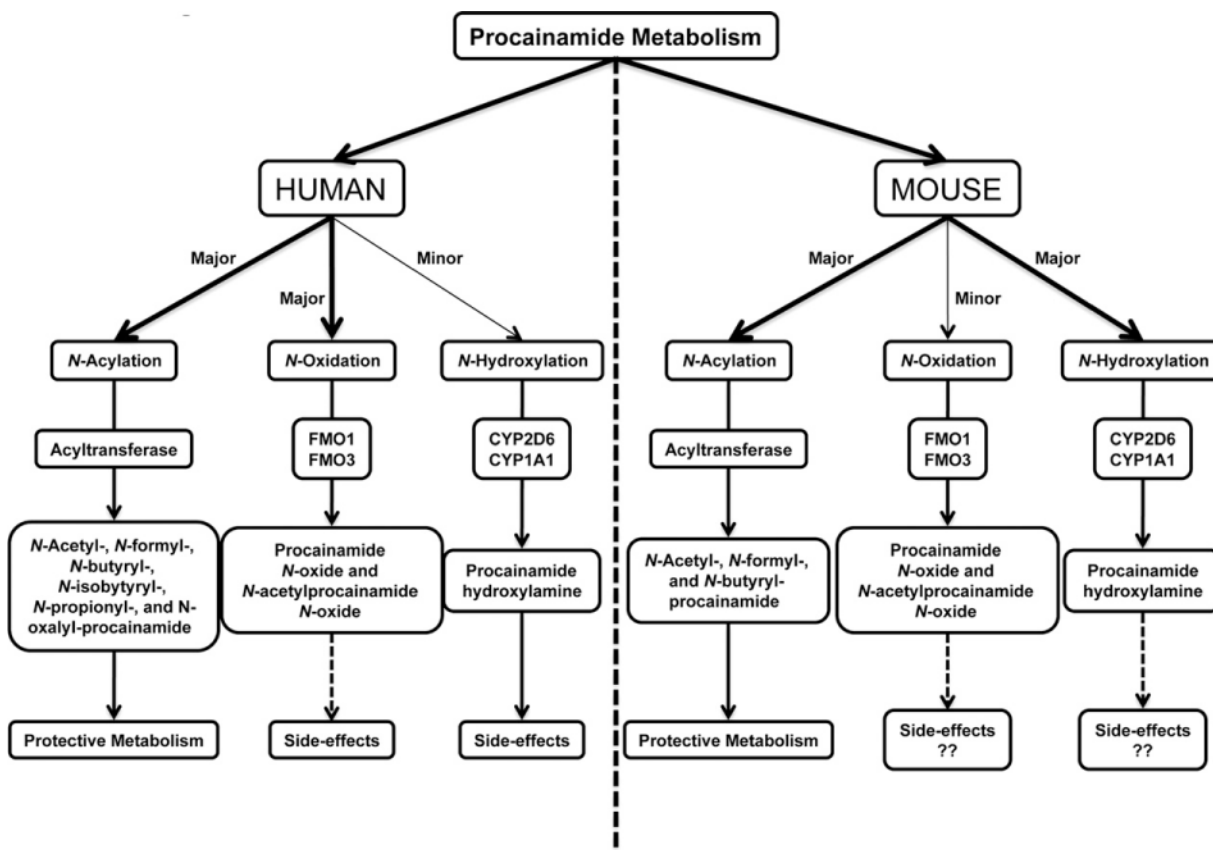 Procainamide Metabolism
HUMAN
Major
Major
Minor
N-Acylation
N-Oxidation
N-Hydroxylation
Acyltransferase
FMO1
FMO3
CYP2D6
CYP1A1
N-Acetyl-, N-formyl-,
N-butyryl-,
N-isobytyryl-,
N-propionyl-, and N-
oxalyl-procainamide
Procainamide
N-oxide and
N-acetylprocainamide
N-oxide
Procainamide
hydroxylamine
Protective Metabolism
Side-effects
Side-effects
MOUSE
Major
Minor
Major
N-Acylation
N-Oxidation
N-Hydroxylation
Acyltransferase
FMO1
FMO3
CYP2D6
CYP1A1
N-Acetyl-, N-formyl-,
and N-butyryl-
procainamide
Procainamide
N-oxide and
N-acetylprocainamide
N-oxide
Procainamide
hydroxylamine
Protective Metabolism
Side-effects
??
Side-effects
??